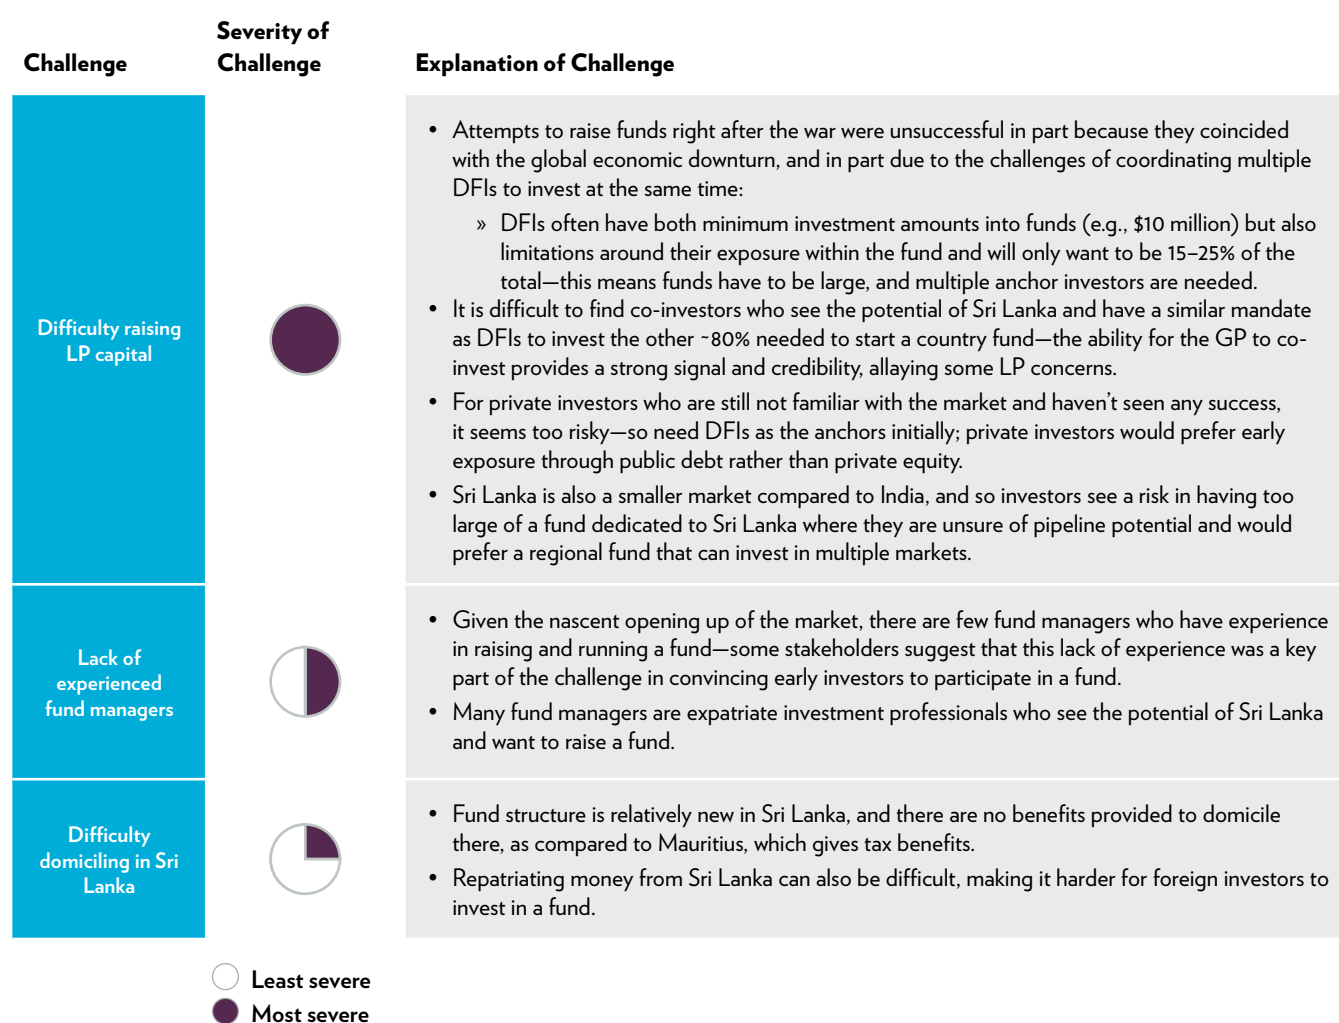 Challenge
Severity of
Challenge
Explanation of Challenge
Difficulty raising
LP capital
• Attempts to raise funds right after the war were unsuccessful in part because they coincided
with the global economic downturn, and in part due to the challenges of coordinating multiple
DFIs to invest at the same time:
» DFIs often have both minimum investment amounts into funds (e.g., $10 million) but also
limitations around their exposure within the fund and will only want to be 15–25% of the
total—this means funds have to be large, and multiple anchor investors are needed.
• It is difficult to find co-investors who see the potential of Sri Lanka and have a similar mandate
as DFIs to invest the other ~80% needed to start a country fund—the ability for the GP to co-
invest provides a strong signal and credibility, allaying some LP concerns.
• For private investors who are still not familiar with the market and haven’t seen any success,
it seems too risky—so need DFIs as the anchors initially; private investors would prefer early
exposure through public debt rather than private equity.
• Sri Lanka is also a smaller market compared to India, and so investors see a risk in having too
large of a fund dedicated to Sri Lanka where they are unsure of pipeline potential and would
prefer a regional fund that can invest in multiple markets.
Lack of
experienced
fund managers
• Given the nascent opening up of the market, there are few fund managers who have experience
in raising and running a fund—some stakeholders suggest that this lack of experience was a key
part of the challenge in convincing early investors to participate in a fund.
• Many fund managers are expatriate investment professionals who see the potential of Sri Lanka
and want to raise a fund.
Difficulty
domiciling in Sri
Lanka
• Fund structure is relatively new in Sri Lanka, and there are no benefits provided to domicile
there, as compared to Mauritius, which gives tax benefits.
• Repatriating money from Sri Lanka can also be difficult, making it harder for foreign investors to
invest in a fund.
Least severe
Most severe